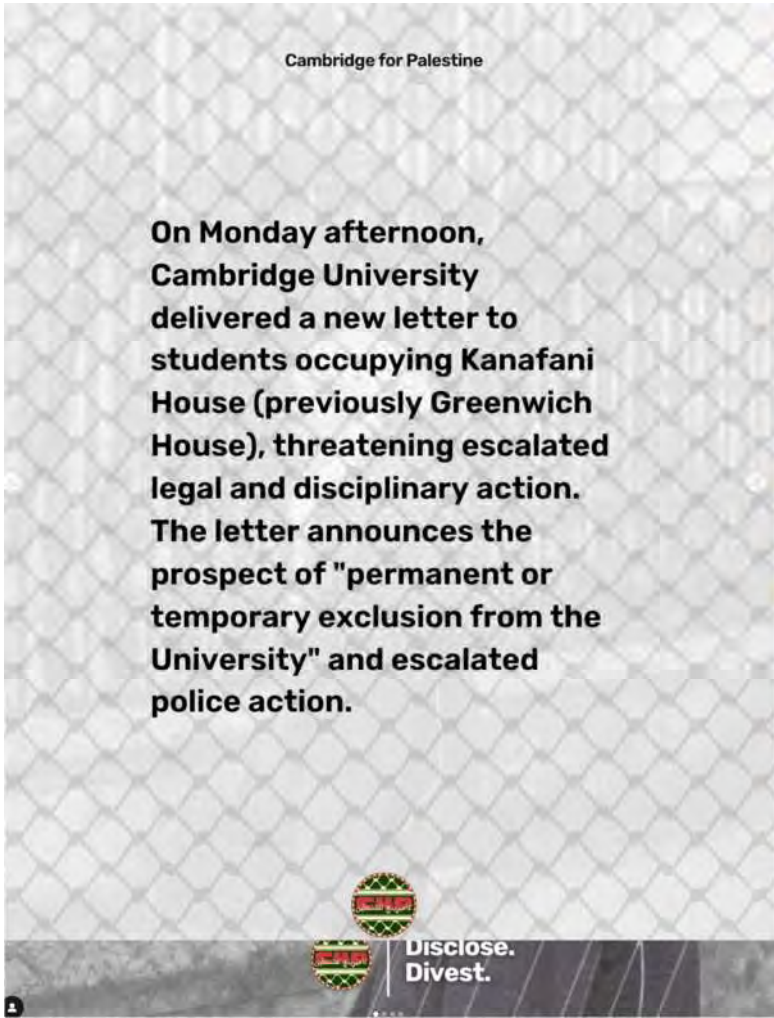 Cambridge for Palestine
On Monday afternoon,
Cambridge University
delivered a new letter to
students occupying Kanafani
House (previously Greenwich
House), threatening escalated
legal and disciplinary action.
The letter announces the
prospect of "permanent or
temporary exclusion from the
University" and escalated
police action.
C4P
C4P
Disclose.
Divest.